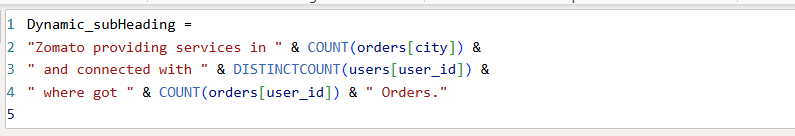 1 Dynamic_subHeading =
2 "Zomato providing services in " & COUNT(orders[city]) &
3 " and connected with " & DISTINCTCOUNT(users[user_id]) &
4 " where got " & COUNT(orders[user_id]) & " Orders."
5